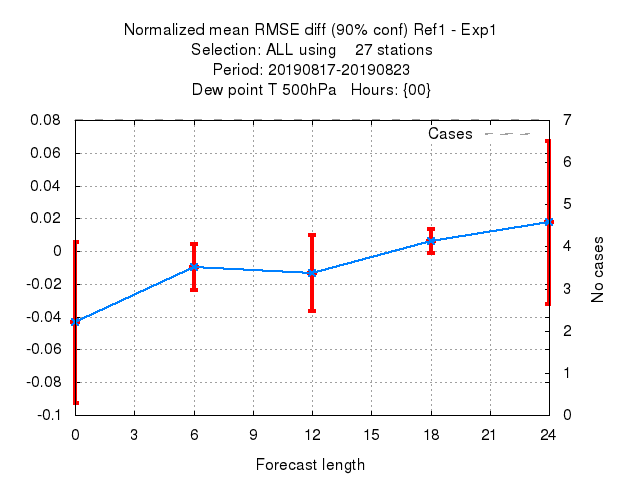 Normalized mean RMSE diff (90% conf) Ref1 - Exp1
Selection: ALL using    27 stations
Period: 20190817-20190823
Dew point T 500hPa   Hours: {00}
Cases
0.08
0.06
0.04
0.02
0
-0.02
-0.04
-0.06
-0.08
-0.1
7
6
5
4
3
2
1
0
No cases
0 3 6 9 12 15 18 21 24
Forecast length